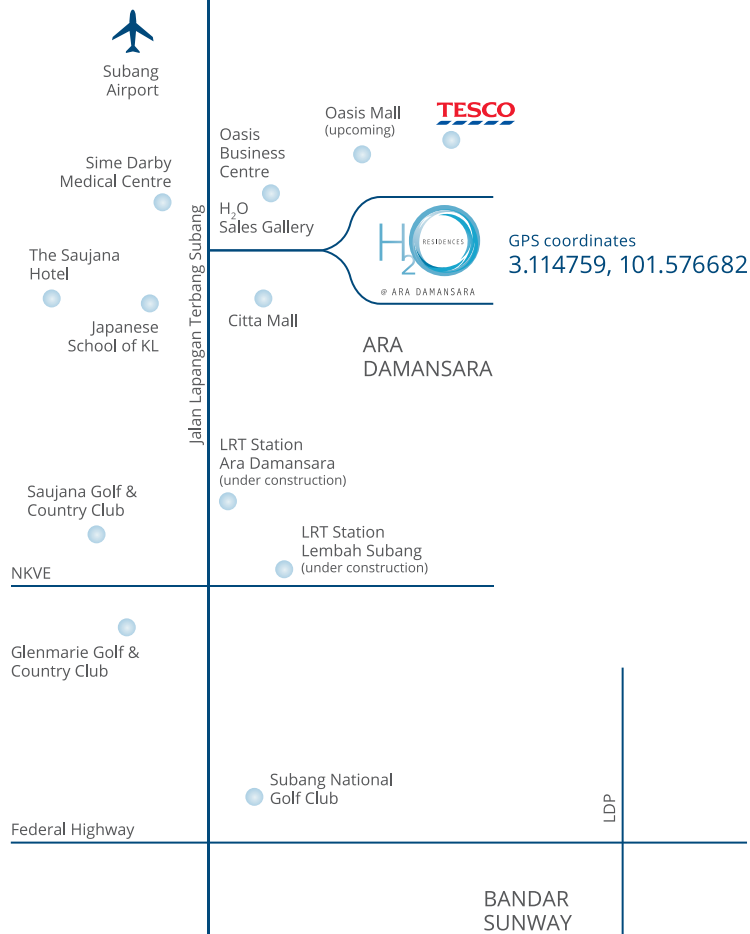 Subang
Airport
TESCO
Oasis Mall
(upcoming)
Oasis
Business
Centre
Sime Darby
Medical Centre
H₂O
Sales Gallery
H₂O
RESIDENCES
@ ARA DAMANSARA
GPS coordinates
3.114759, 101.576682
The Saujana
Hotel
Japanese
School of KL
Jalan Lapangan Terbang Subang
Citta Mall
ARA
DAMANSARA
LRT Station
Ara Damansara
(under construction)
Saujana Golf &
Country Club
LRT Station
Lembah Subang
(under construction)
NKVE
Glenmarie Golf &
Country Club
Subang National
Golf Club
LDP
Federal Highway
BANDAR
SUNWAY